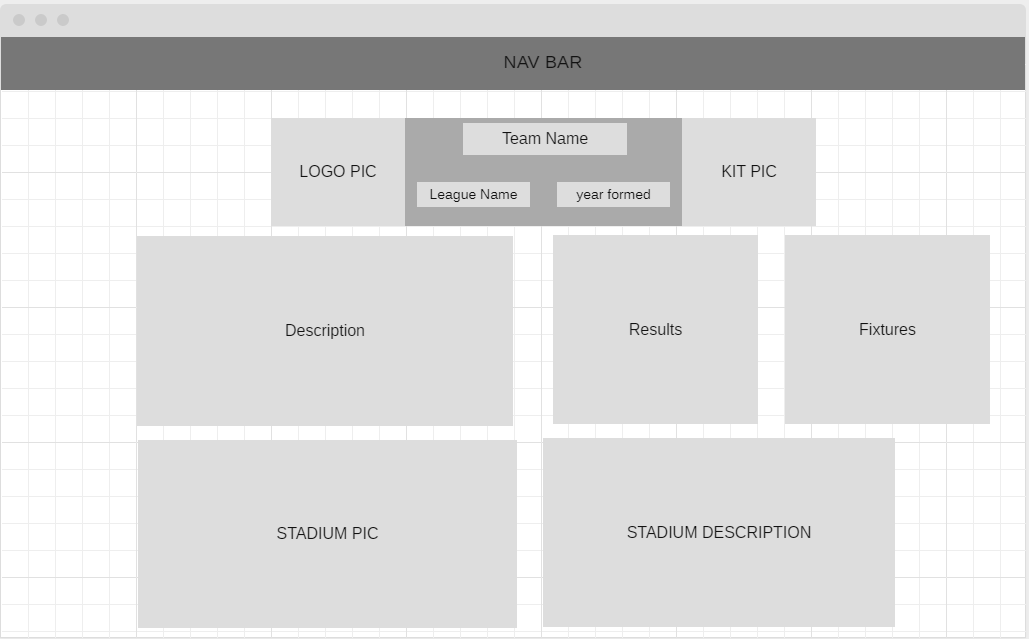 NAV BAR
Team Name
LOGO PIC
KIT PIC
League Name
year formed
Description
Results
Fixtures
STADIUM PIC
STADIUM DESCRIPTION